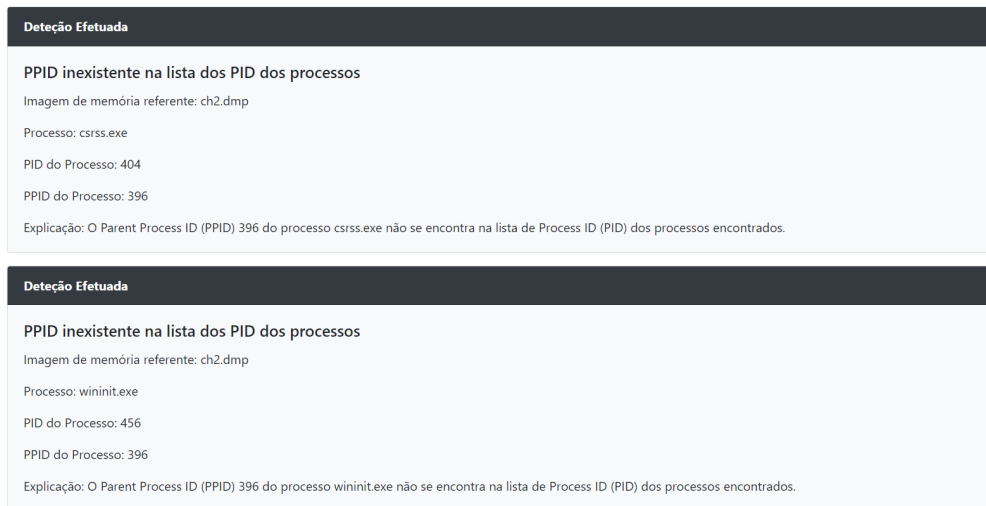 Deteção Efetuada
PPID inexistente na lista dos PID dos processos
Imagem de memória referente: ch2.dmp
Processo: csrss.exe
PID do Processo: 404
PPID do Processo: 396
Explicação: O Parent Process ID (PPID) 396 do processo csrss.exe não se encontra na lista de Process ID (PID) dos processos encontrados.
Deteção Efetuada
PPID inexistente na lista dos PID dos processos
Imagem de memória referente: ch2.dmp
Processo: wininit.exe
PID do Processo: 456
PPID do Processo: 396
Explicação: O Parent Process ID (PPID) 396 do processo wininit.exe não se encontra na lista de Process ID (PID) dos processos encontrados.